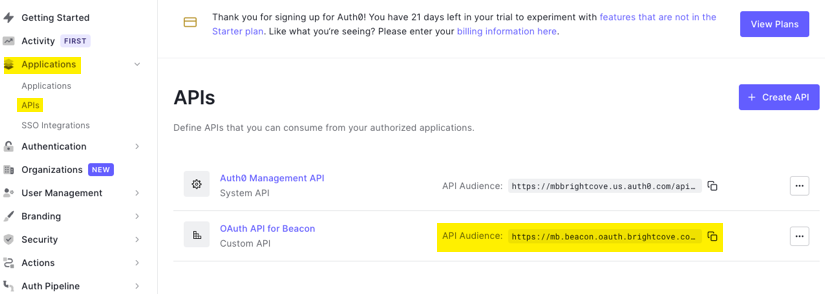 Getting Started
Activity FIRST
Applications
Applications
APIs
SSO Integrations
Authentication
Organizations NEW
User Management
Branding
Security
Actions
Auth Pipeline
Thank you for signing up for Auth0! You have 21 days left in your trial to experiment with features that are not in the
Starter plan. Like what you're seeing? Please enter your billing information here.
View Plans
APIs
+ Create API
Define APIs that you can consume from your authorized applications.
Auth0 Management API
System API
API Audience: https://mbbrightcove.us.auth0.com/api…
OAuth API for Beacon
Custom API
API Audience: https://mb.beacon.oauth.brightcove.co…